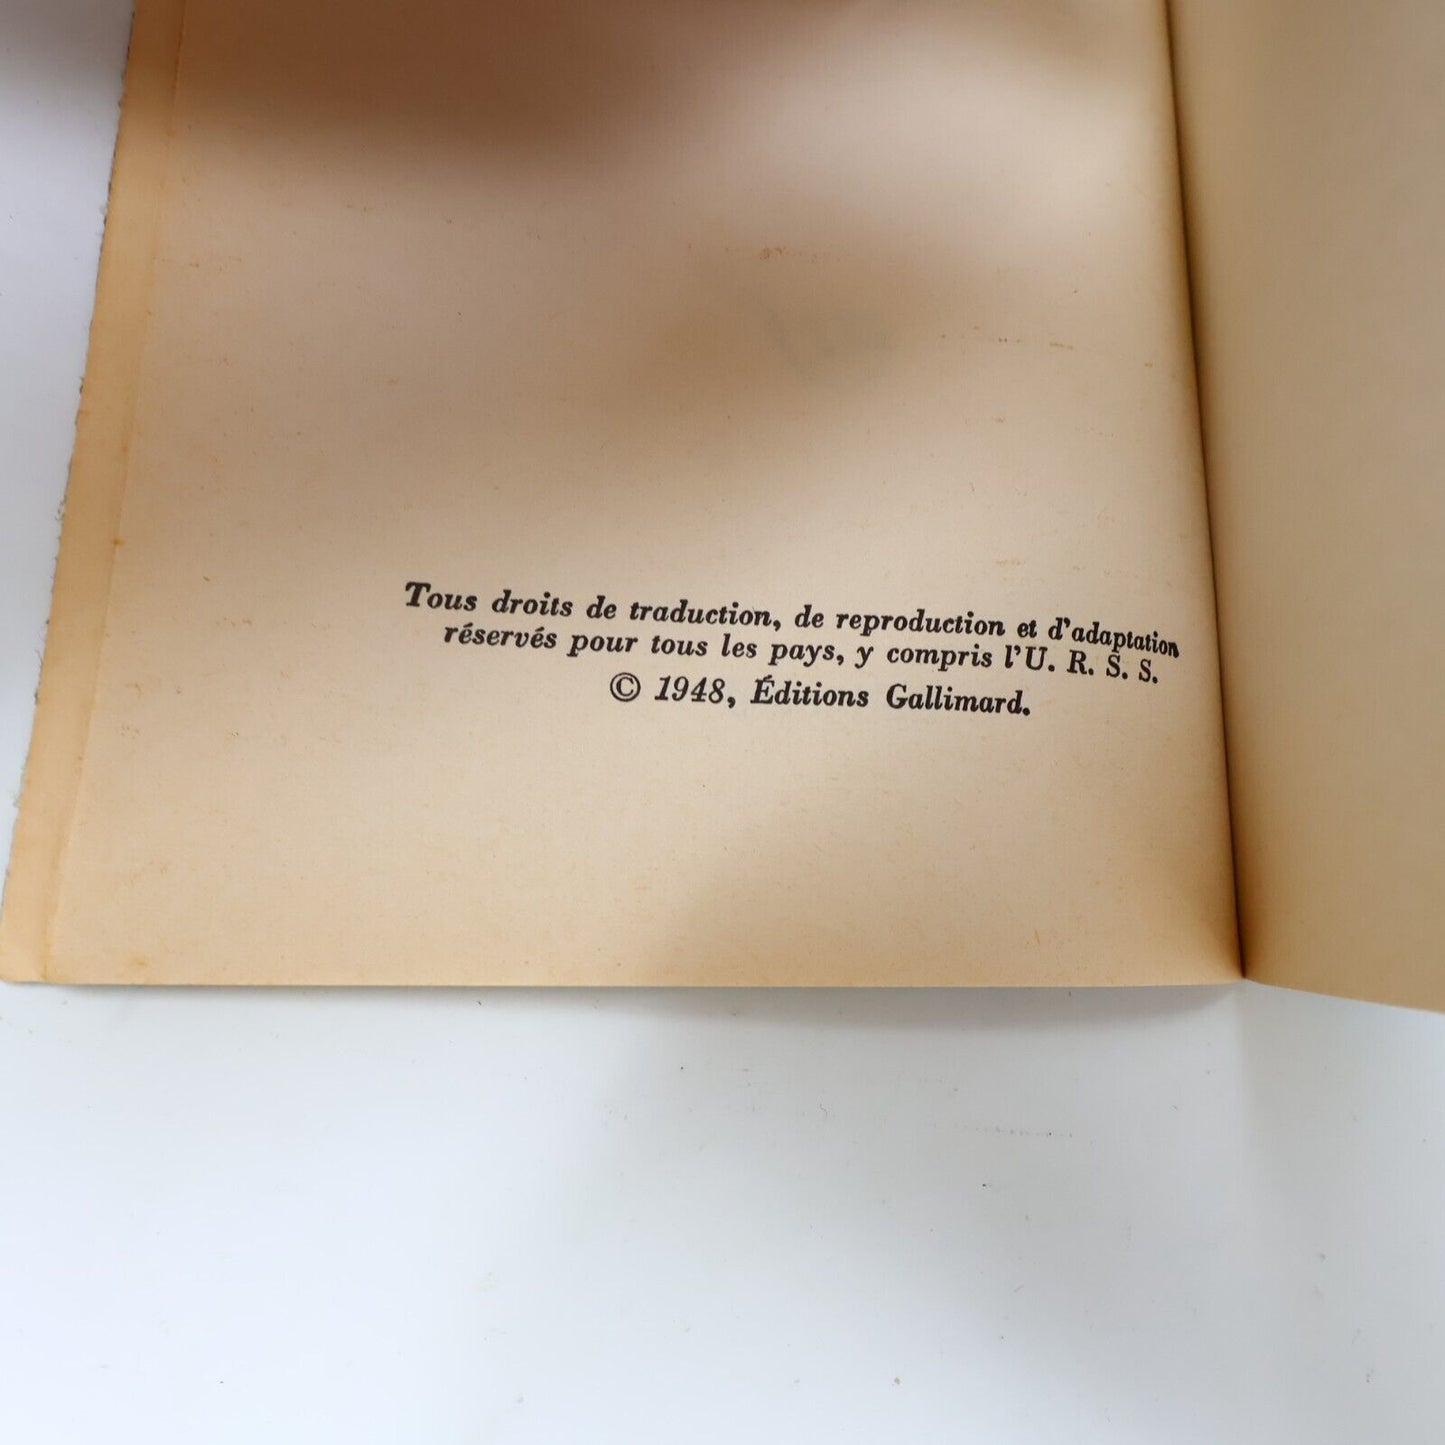 Tous droits de traduction, de reproduction et d'adaptation
réservés pour tous les pays, y compris l'U. R. S. S.
© 1948, Éditions Gallimard.